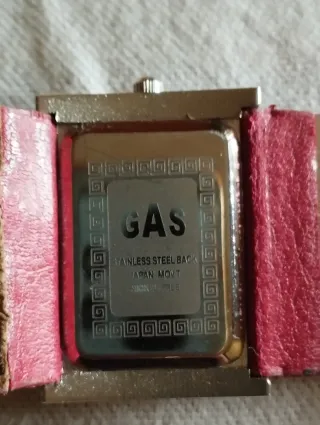 GAS
STAINLESS STEEL BACK
JAPAN MOVT